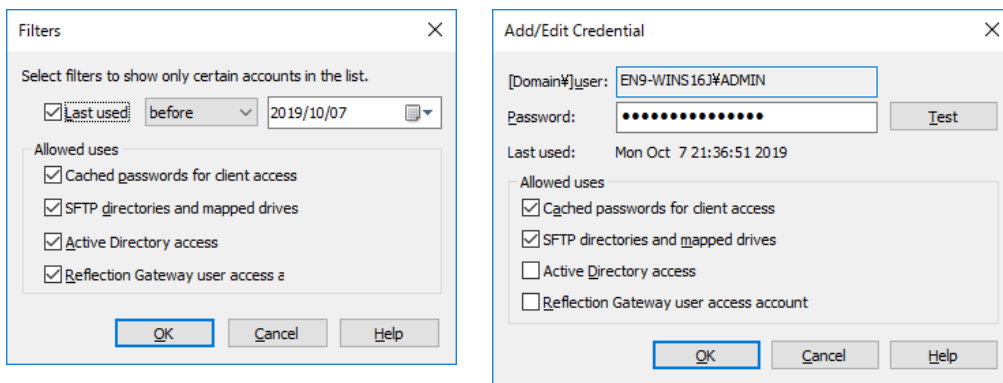 Filters
Select filters to show only certain accounts in the list.
Last used before 2019/10/07
Allowed uses
Cached passwords for client access
SFTP directories and mapped drives
Active Directory access
Reflection Gateway user access a
OK Cancel Help
Add/Edit Credential
[Domain¥]user: EN9-WINS16J¥ADMIN
Password: ●●●●●●●●●●●●●●● Test
Last used: Mon Oct 7 21:36:51 2019
Allowed uses
Cached passwords for client access
SFTP directories and mapped drives
Active Directory access
Reflection Gateway user access account
OK Cancel Help